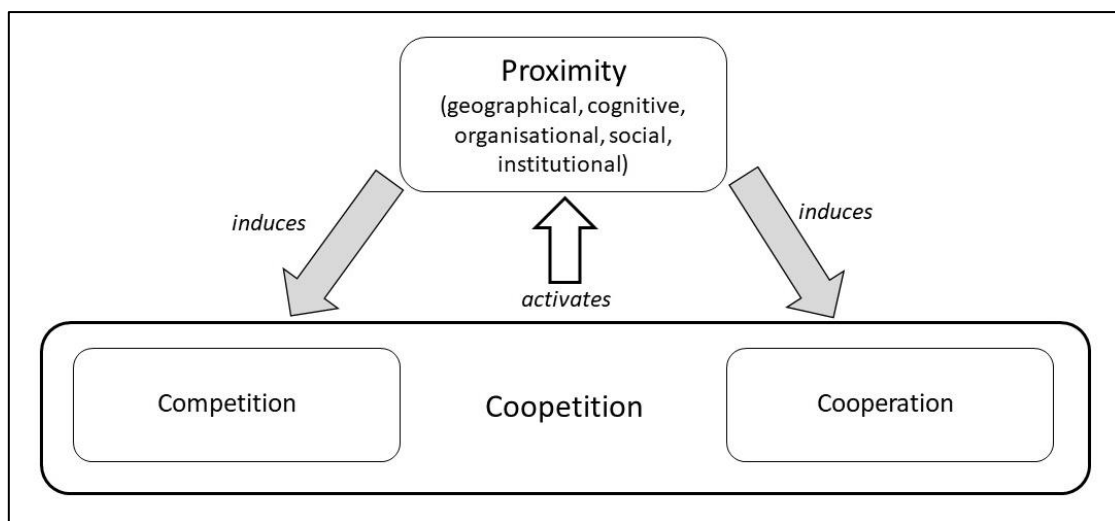 Proximity
(geographical, cognitive,
organisational, social,
institutional)
induces
induces
activates
Competition
Coopetition
Cooperation